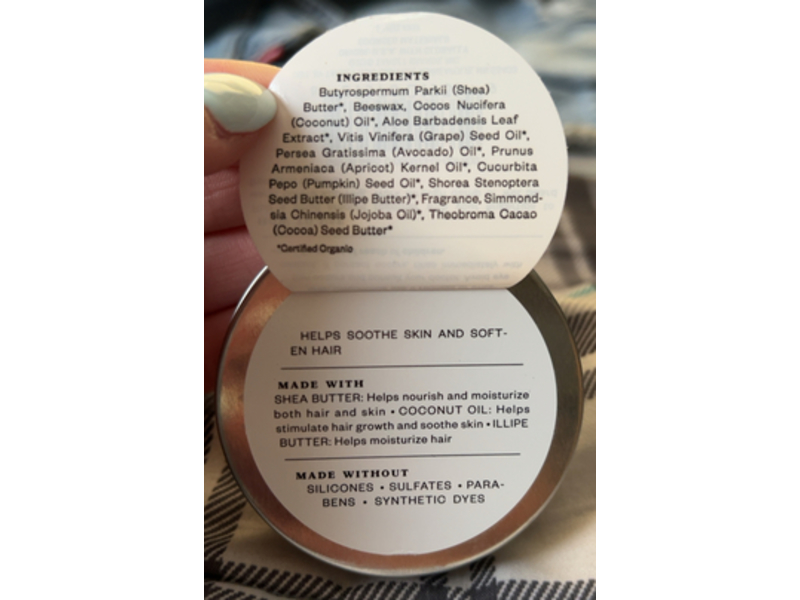 INGREDIENTS
Butyrospermum Parkii (Shea)
Butter*, Beeswax, Cocos Nucifera
(Coconut) Oil*, Aloe Barbadensis Leaf
Extract*, Vitis Vinifera (Grape) Seed Oil*,
Persea Gratissima (Avocado) Oil*, Prunus
Armeniaca (Apricot) Kernel Oil*, Cucurbita
Pepo (Pumpkin) Seed Oil*, Shorea Stenoptera
Seed Butter (Illipe Butter)*, Fragrance, Simmond-
sia Chinensis (Jojoba Oil)*, Theobroma Cacao
(Cocoa) Seed Butter*
*Certified Organic
HELPS SOOTHE SKIN AND SOFT-
EN HAIR
MADE WITH
SHEA BUTTER: Helps nourish and moisturize
both hair and skin • COCONUT OIL: Helps
stimulate hair growth and soothe skin • ILLIPE
BUTTER: Helps moisturize hair
MADE WITHOUT
SILICONES • SULFATES • PARA-
BENS • SYNTHETIC DYES